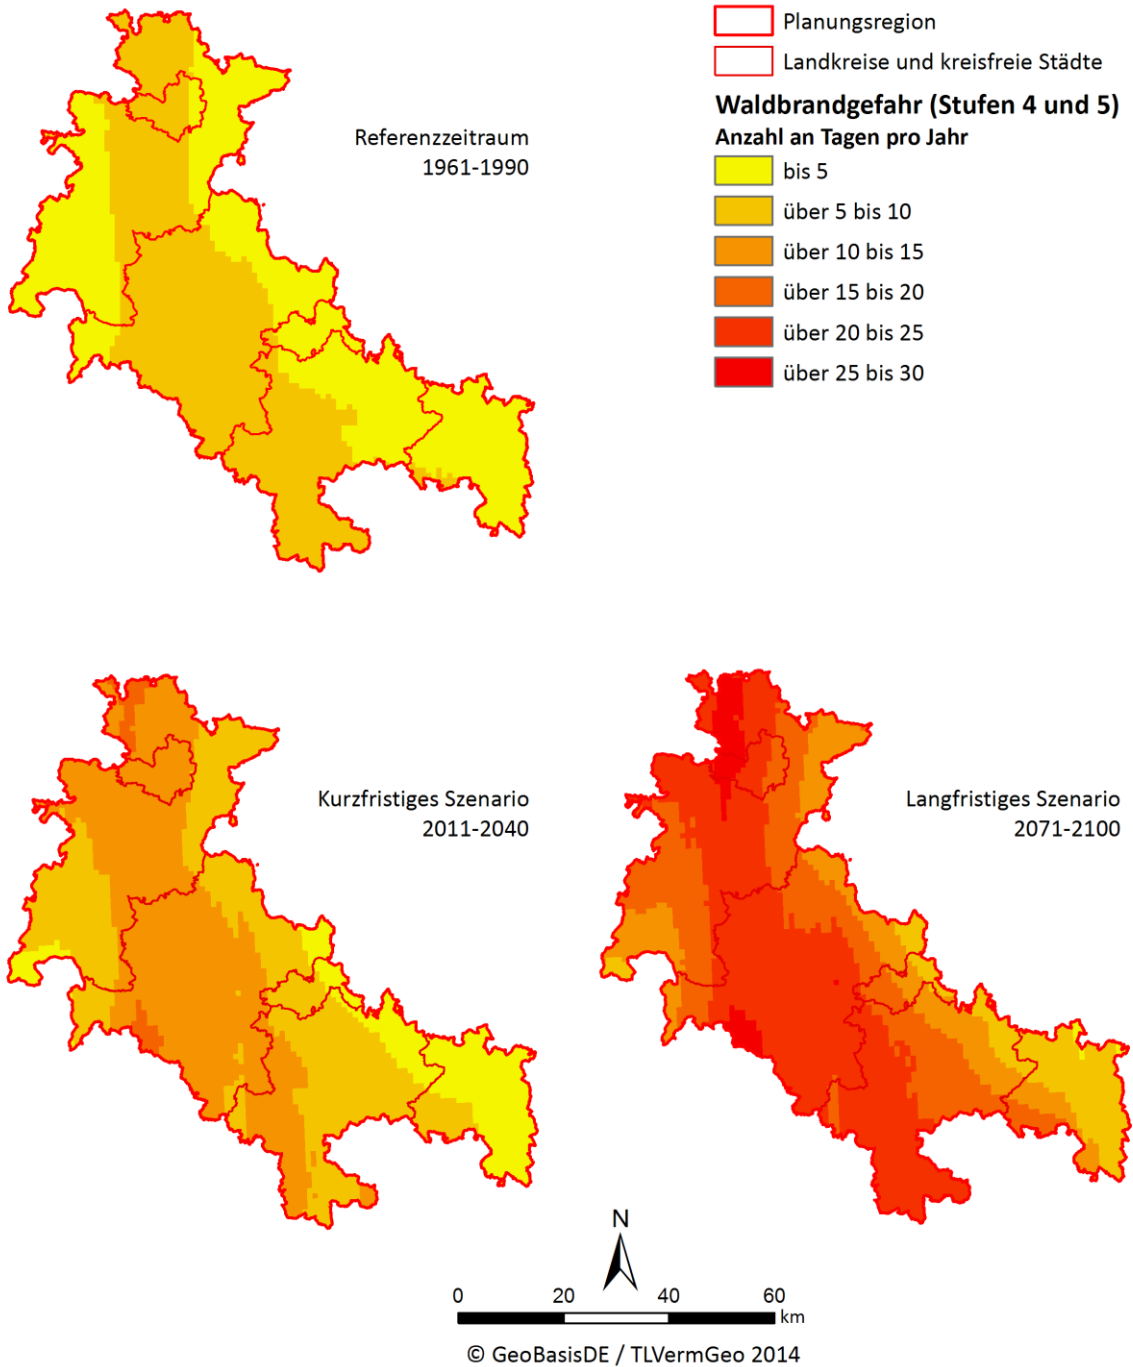 Planungsregion
Landkreise und kreisfreie Städte
Waldbrandgefahr (Stufen 4 und 5)
Anzahl an Tagen pro Jahr
bis 5
über 5 bis 10
über 10 bis 15
über 15 bis 20
über 20 bis 25
über 25 bis 30
Referenzzeitraum
1961-1990
Kurzfristiges Szenario
2011-2040
Langfristiges Szenario
2071-2100
N
0 20 40 60
km
© GeoBasisDE / TLVermGeo 2014